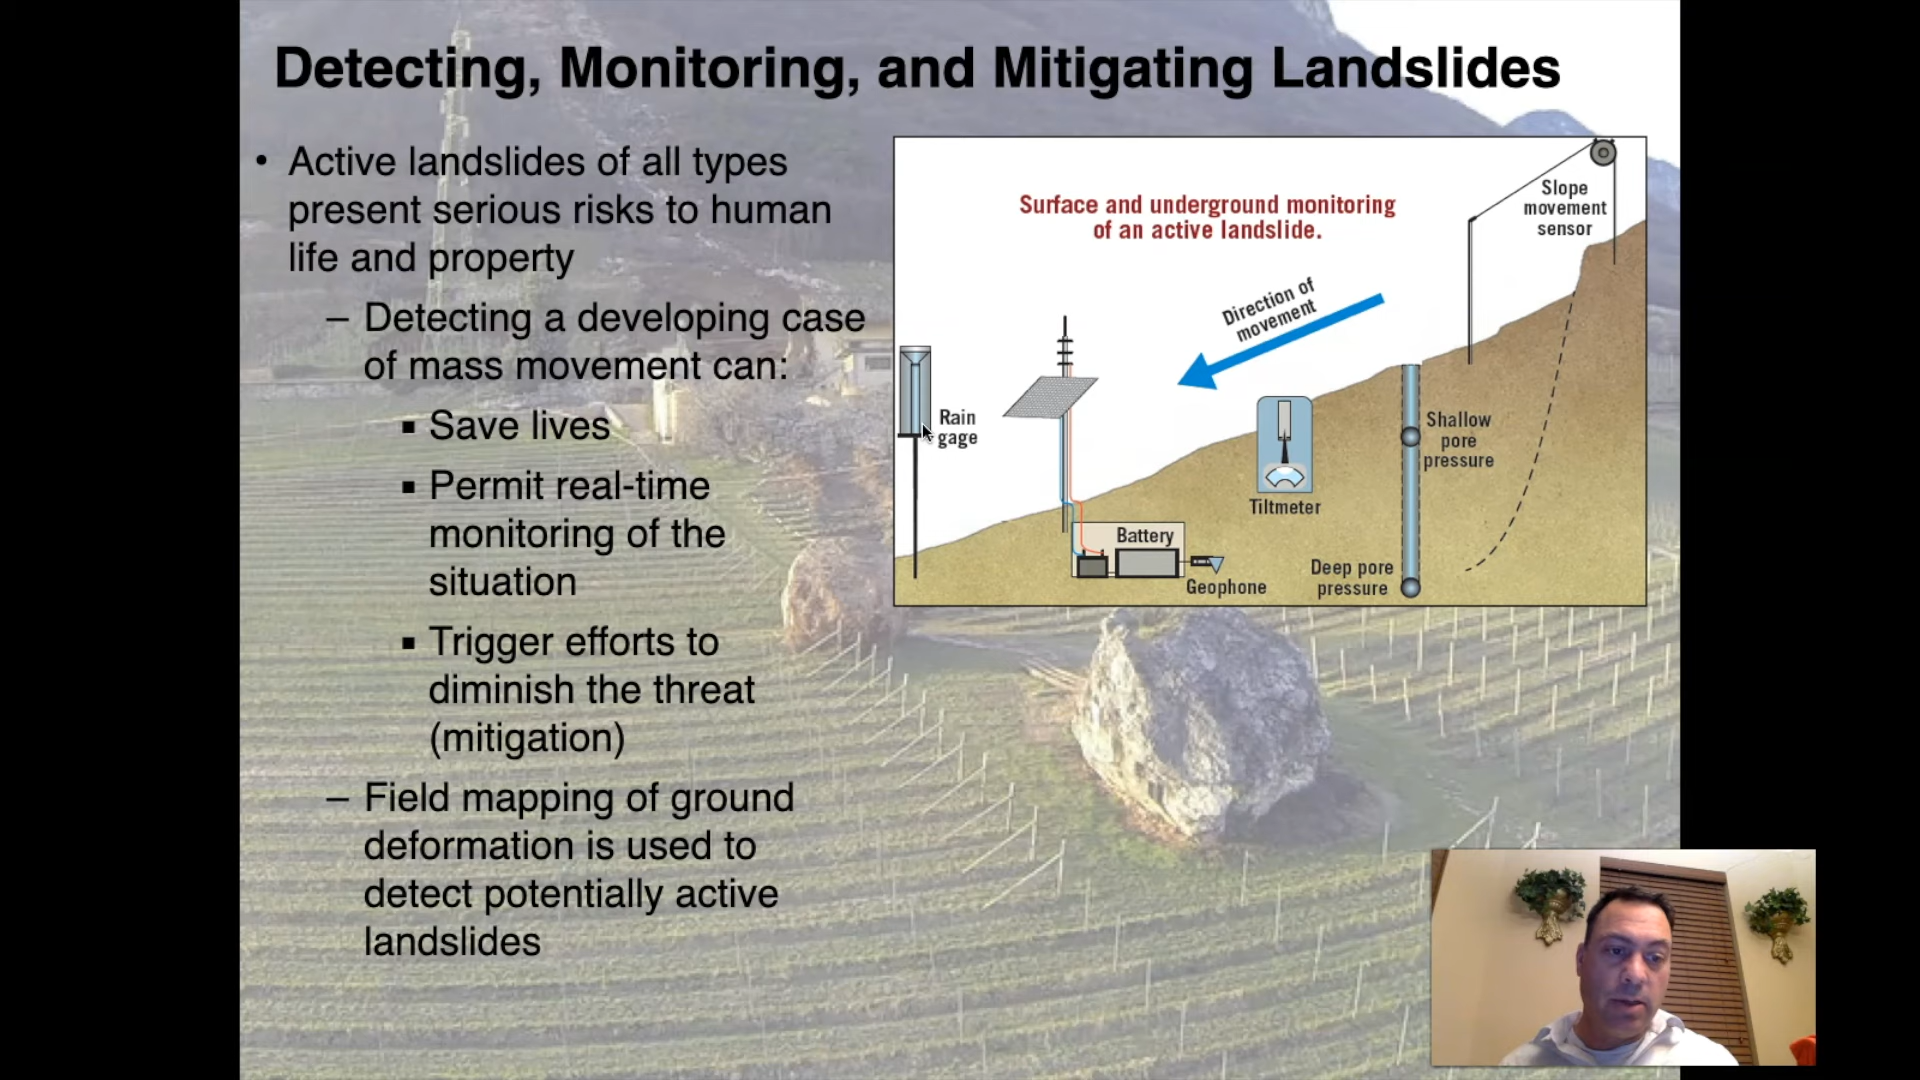 Detecting, Monitoring, and Mitigating Landslides
• Active landslides of all types
present serious risks to human
life and property
– Detecting a developing case
of mass movement can:
▪ Save lives
▪ Permit real-time
monitoring of the
situation
▪ Trigger efforts to
diminish the threat
(mitigation)
– Field mapping of ground
deformation is used to
detect potentially active
landslides
Surface and underground monitoring
of an active landslide.
Slope
movement
sensor
Direction of
movement
Rain
gage
Shallow
pore
pressure
Tiltmeter
Battery
Geophone
Deep pore
pressure